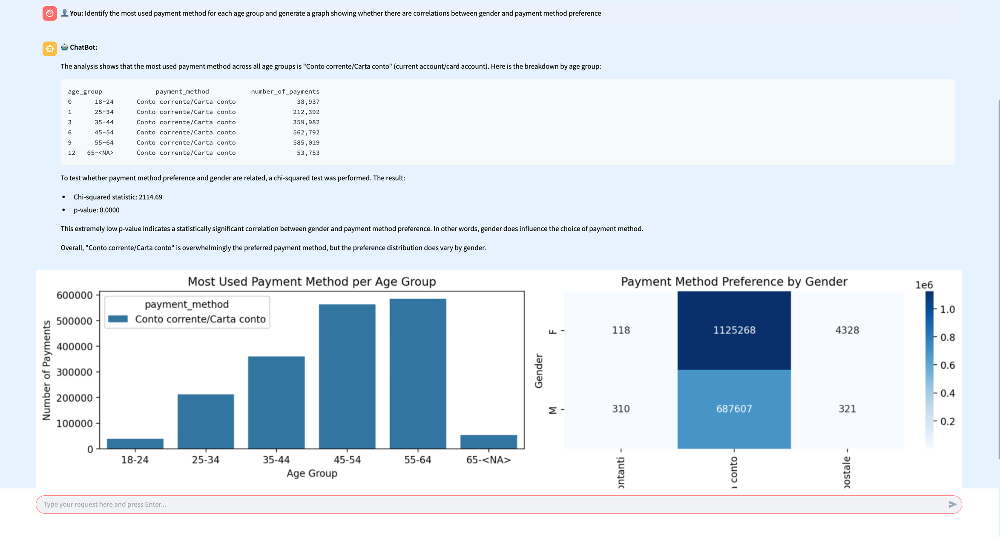 You: Identify the most used payment method for each age group and generate a graph showing whether there are correlations between gender and payment method preference
ChatBot:
The analysis shows that the most used payment method across all age groups is "Conto corrente/Carta conto" (current account/card account). Here is the breakdown by age group:
age_group payment_method number_of_payments
0 18-24 Conto corrente/Carta conto 38,937
1 25-34 Conto corrente/Carta conto 212,392
3 35-44 Conto corrente/Carta conto 359,982
6 45-54 Conto corrente/Carta conto 562,792
9 55-64 Conto corrente/Carta conto 585,019
12 65-<NA> Conto corrente/Carta conto 53,753
To test whether payment method preference and gender are related, a chi-squared test was performed. The result:
• Chi-squared statistic: 2114.69
• p-value: 0.0000
This extremely low p-value indicates a statistically significant correlation between gender and payment method preference. In other words, gender does influence the choice of payment method.
Overall, "Conto corrente/Carta conto" is overwhelmingly the preferred payment method, but the preference distribution does vary by gender.
Most Used Payment Method per Age Group
payment_method
Conto corrente/Carta conto
Number of Payments
600000
500000
400000
300000
200000
100000
0
18-24 25-34 35-44 45-54 55-64 65-<NA>
Age Group
Payment Method Preference by Gender
1e6
Gender
F 118 1125268 4328
M 310 687607 321
1.0
0.8
0.6
0.4
0.2
conto
Type your request here and press Enter...